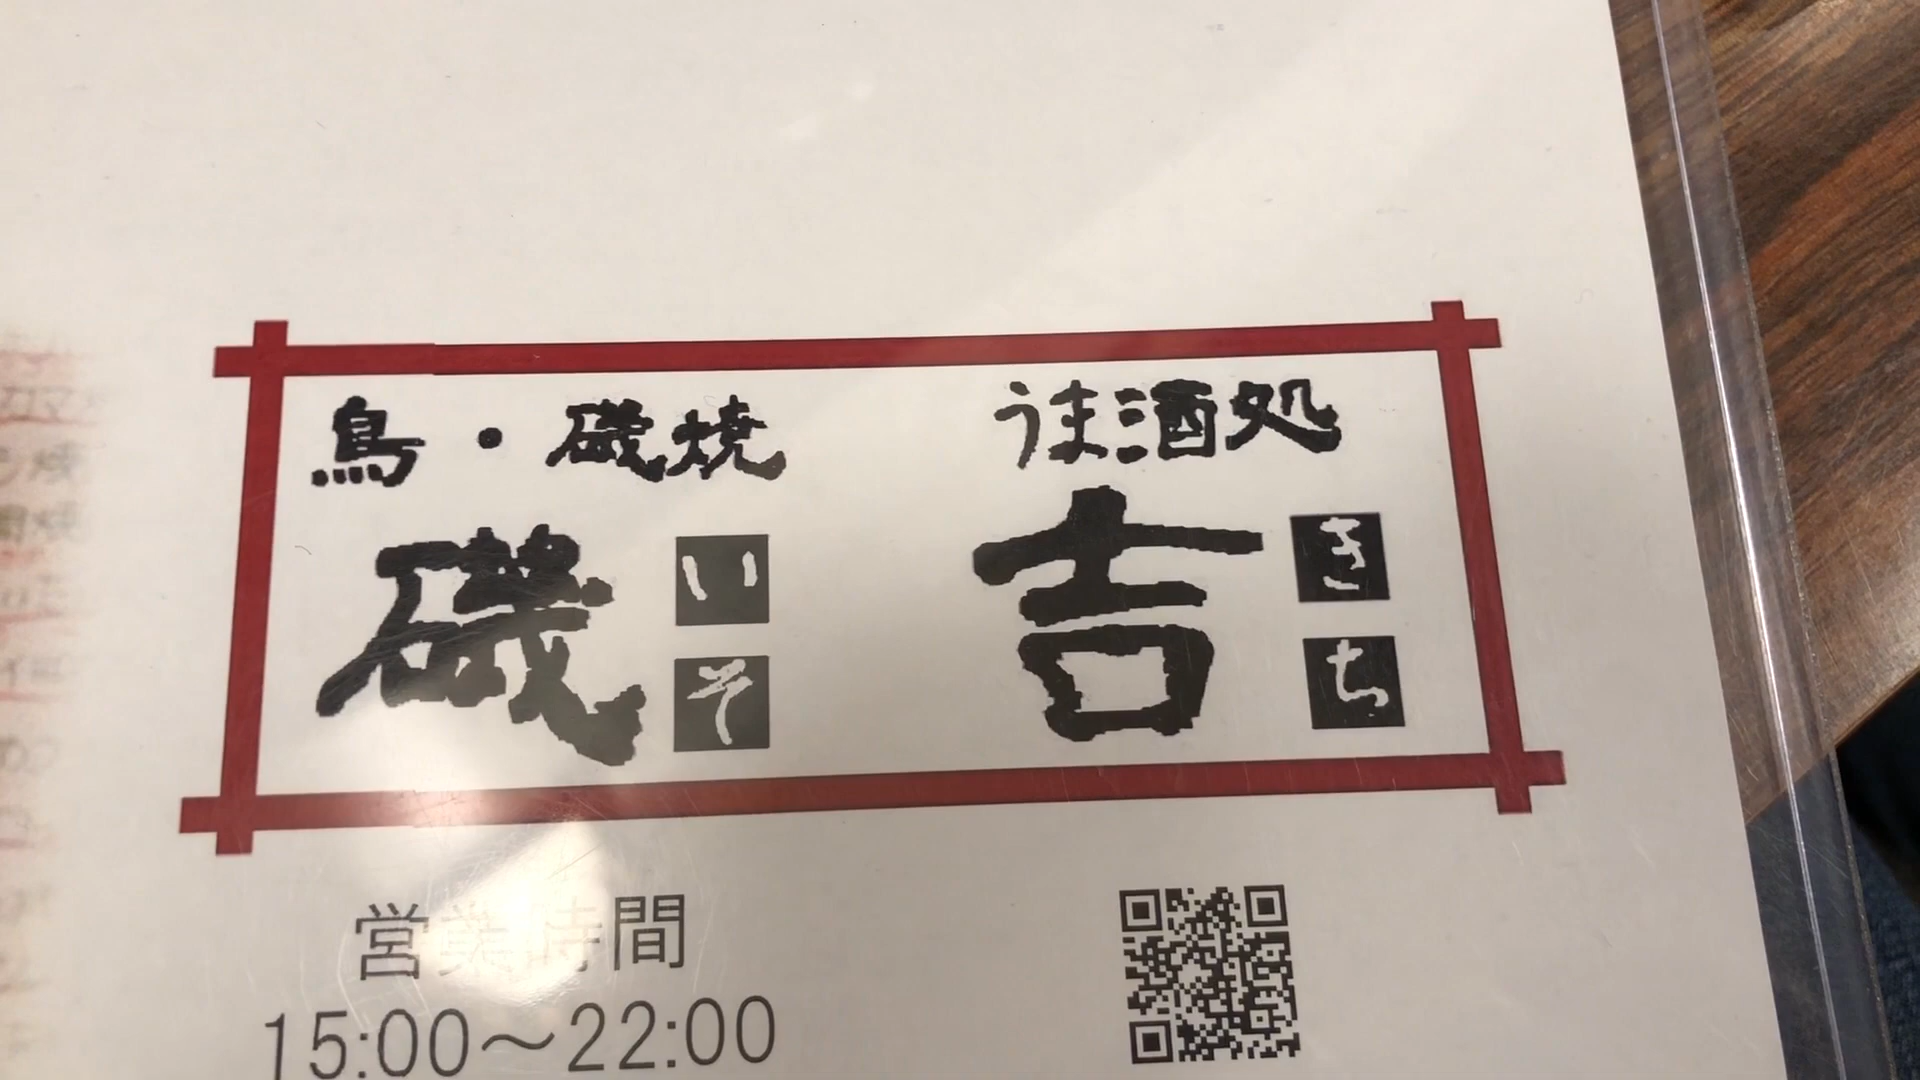 鳥・磯焼 うま酒処
磯 いそ 吉 きち
営業時間
15:00～22:00